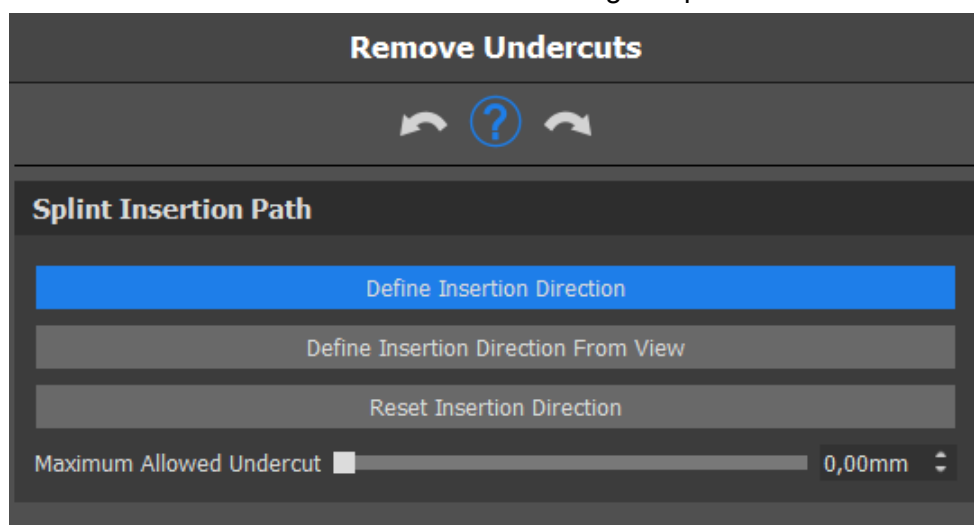 Remove Undercuts
?
Splint Insertion Path
Define Insertion Direction
Define Insertion Direction From View
Reset Insertion Direction
Maximum Allowed Undercut 0,00mm